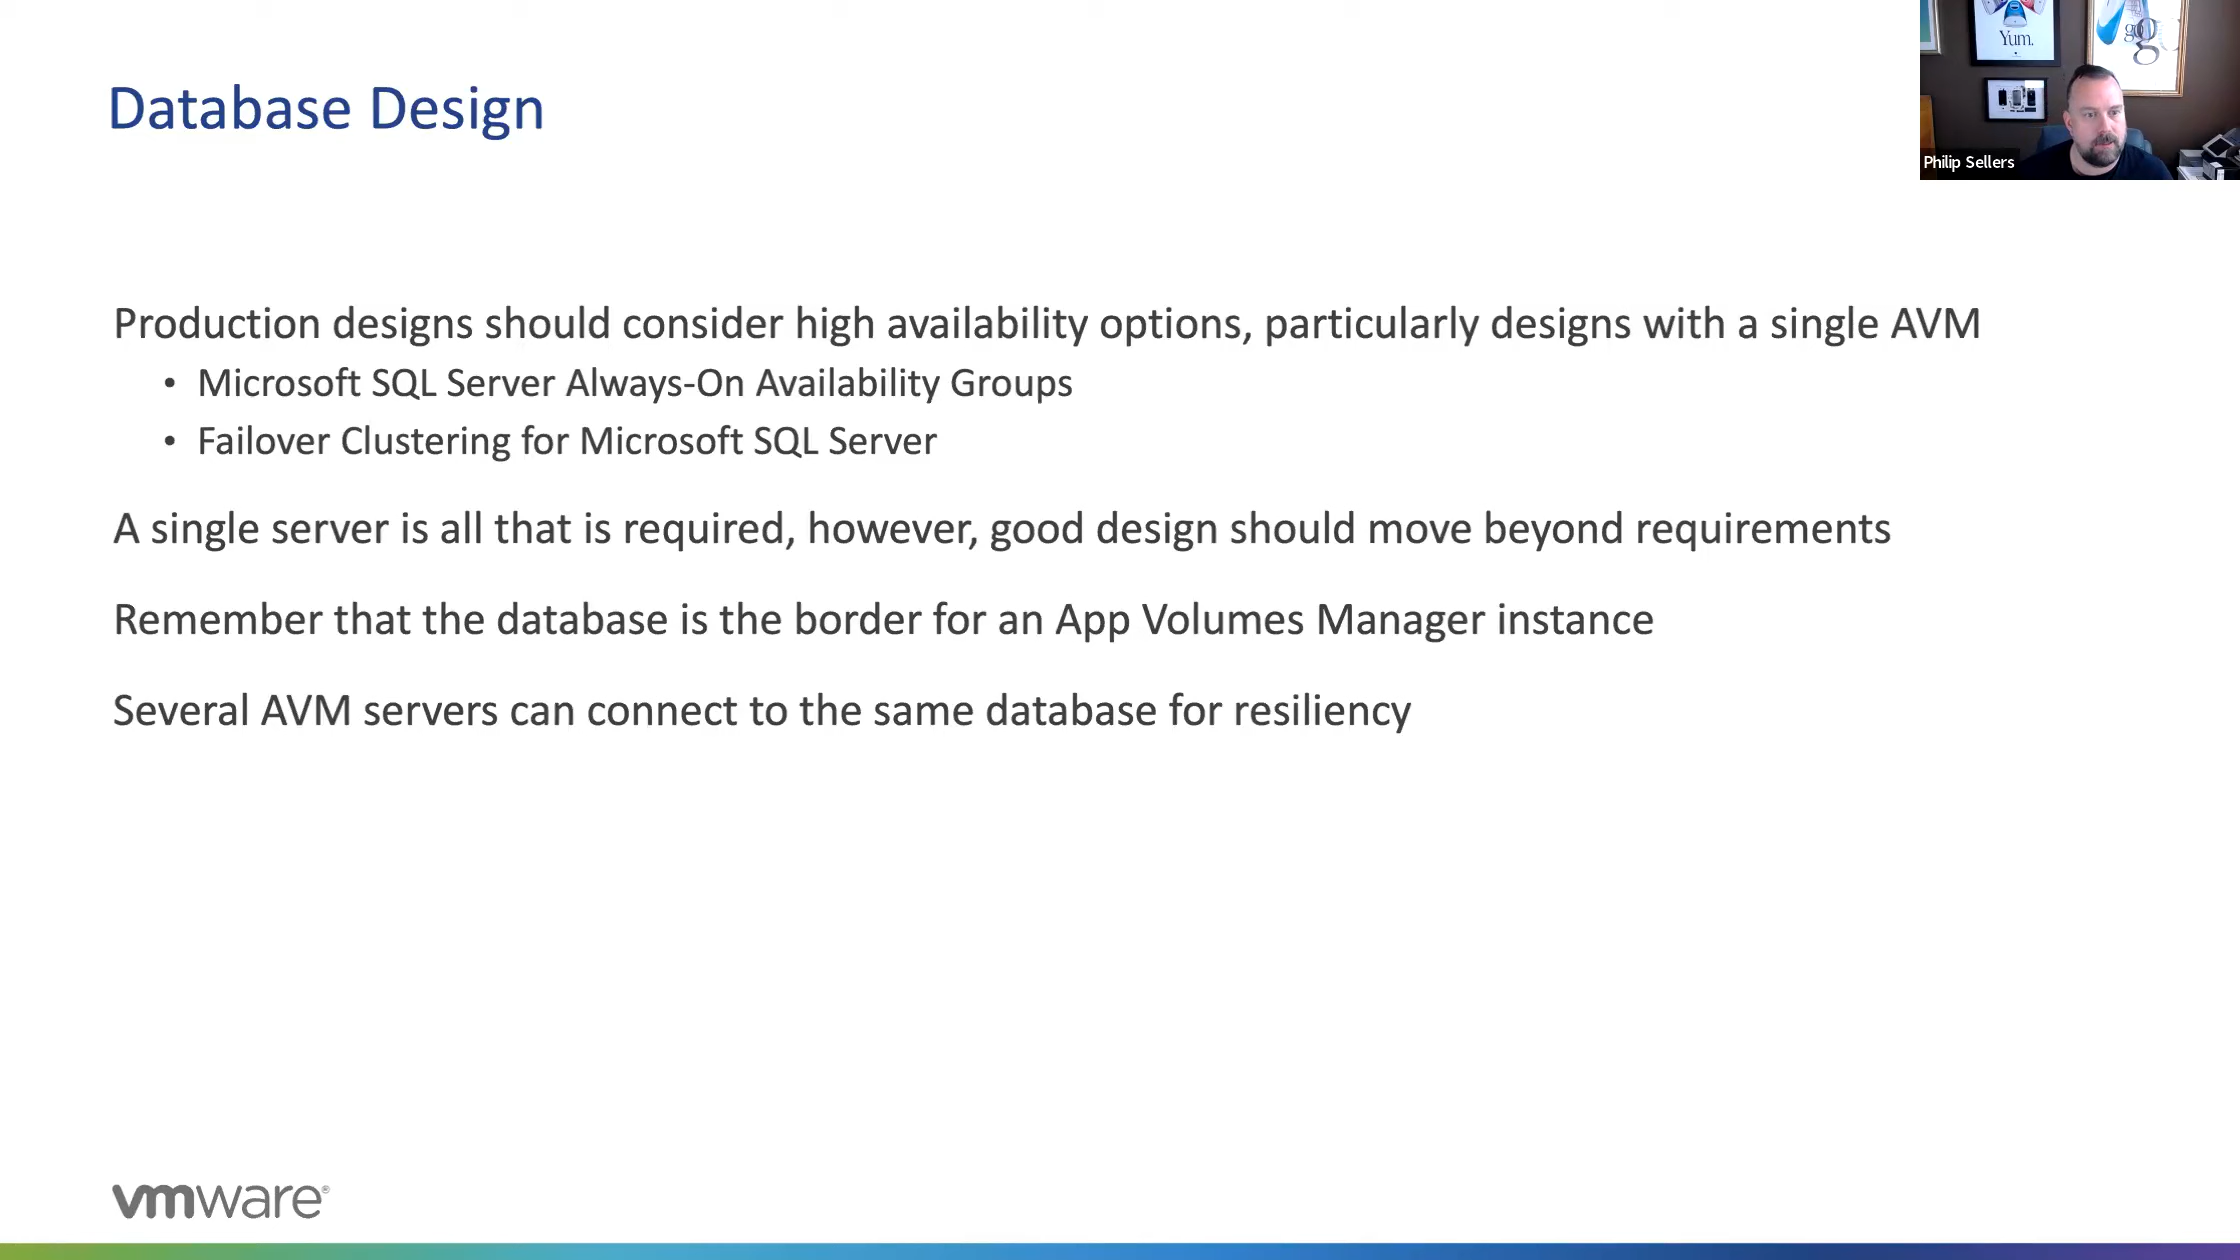 Database Design
Yum.
go
g
Philip Sellers
Production designs should consider high availability options, particularly designs with a single AVM
• Microsoft SQL Server Always-On Availability Groups
• Failover Clustering for Microsoft SQL Server
A single server is all that is required, however, good design should move beyond requirements
Remember that the database is the border for an App Volumes Manager instance
Several AVM servers can connect to the same database for resiliency
vmware®